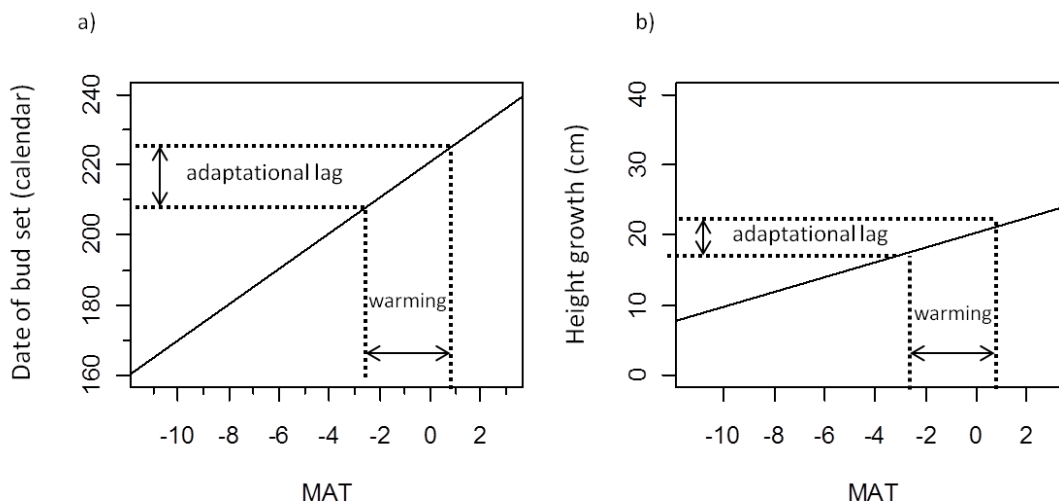 a)
Date of bud set (calendar)
240
220
200
180
160
adaptational lag
warming
-10 -8 -6 -4 -2 0 2
MAT
b)
Height growth (cm)
40
30
20
10
0
adaptational lag
warming
-10 -8 -6 -4 -2 0 2
MAT